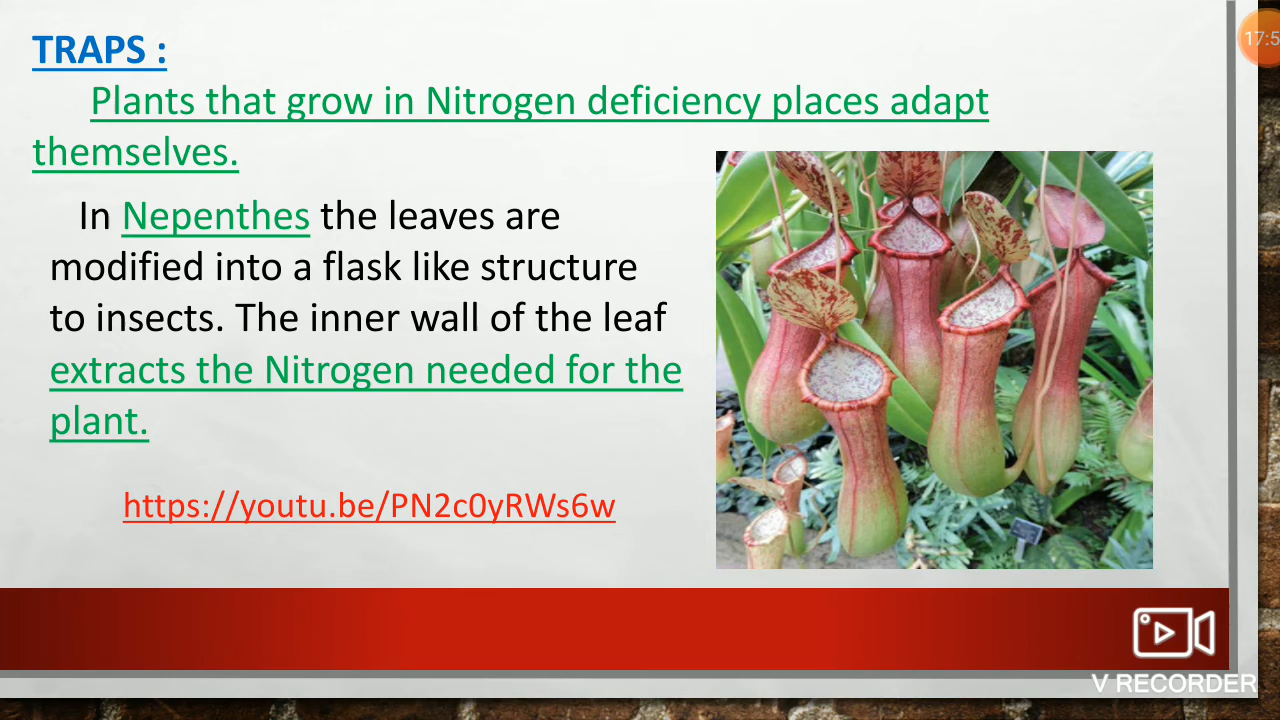 TRAPS :
Plants that grow in Nitrogen deficiency places adapt
themselves.
In Nepenthes the leaves are
modified into a flask like structure
to insects. The inner wall of the leaf
extracts the Nitrogen needed for the
plant.
https://youtu.be/PN2c0yRWs6w
17:5
V RECORDER